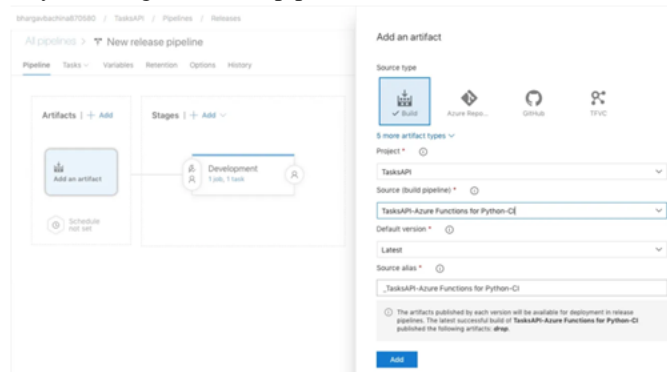 bhargavbachina870580 / TasksAPI / Pipelines / Releases
All pipelines > New release pipeline
Pipeline Tasks Variables Retention Options History
Artifacts | + Add
Stages | + Add
Add an artifact
Schedule
not set
Development
1 job, 1 task
Add an artifact
Source type
Build
Azure Repo...
GitHub
TFVC
5 more artifact types
Project *
TasksAPI
Source (build pipeline) *
TasksAPI-Azure Functions for Python-CI
Default version *
Latest
Source alias *
_TasksAPI-Azure Functions for Python-CI
The artifacts published by each version will be available for deployment in release
pipelines. The latest successful build of TasksAPI-Azure Functions for Python-CI
published the following artifacts: drop.
Add